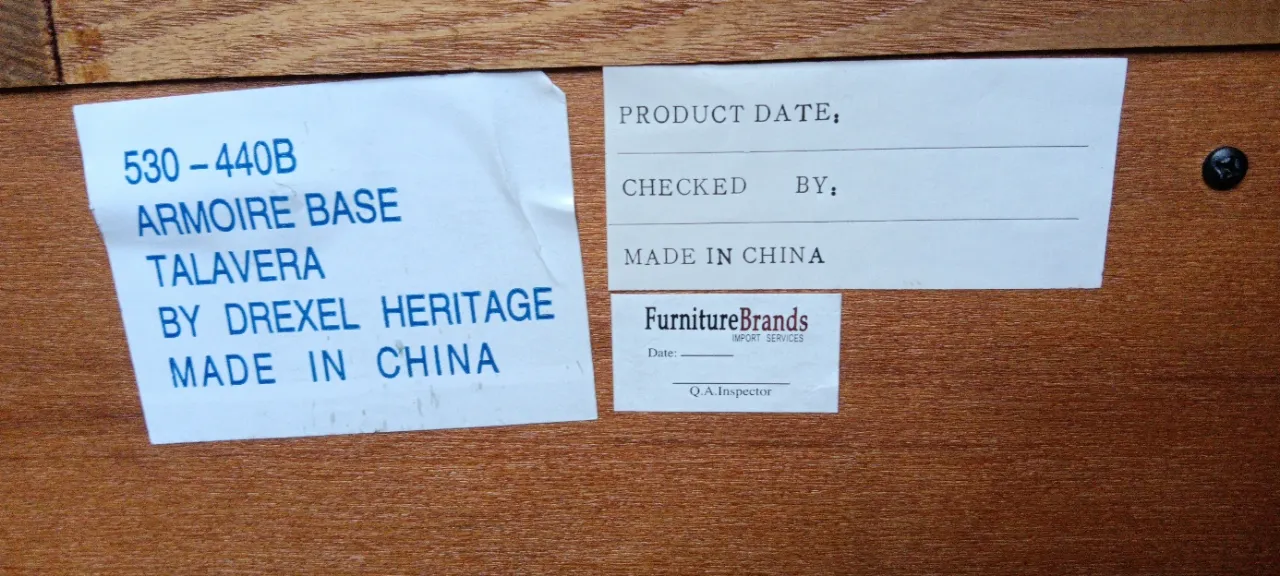 530-440B
ARMOIRE BASE
TALAVERA
BY DREXEL HERITAGE
MADE IN CHINA
PRODUCT DATE:
CHECKED BY:
MADE IN CHINA
FurnitureBrands
IMPORT SERVICES
Date:
Q.A.Inspector